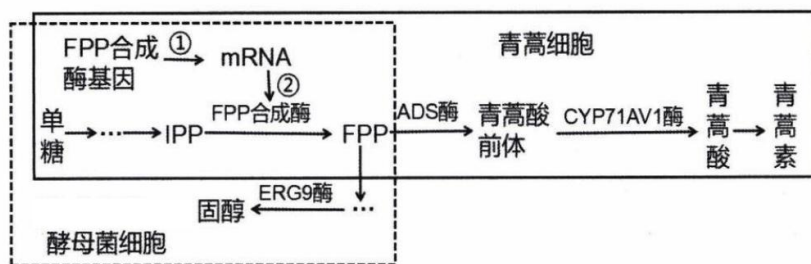 FPP合成 ① mRNA 青蒿细胞
酶基因 ②
单糖 … IPP FPP合成酶 FPP ADS酶 青蒿酸前体 CYP71AV1酶 青蒿酸 青蒿素
固醇 ERG9酶 …
酵母菌细胞